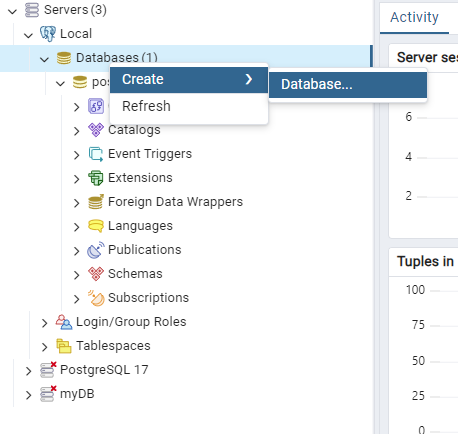 Servers (3)
Activity
Local
Databases (1)
Server ses
pos
Create
Database...
Refresh
6
Catalogs
4
Event Triggers
Extensions
2
Foreign Data Wrappers
Languages
Publications
Tuples in
Schemas
100
Subscriptions
75
Login/Group Roles
Tablespaces
50
PostgreSQL 17
25
myDB
0